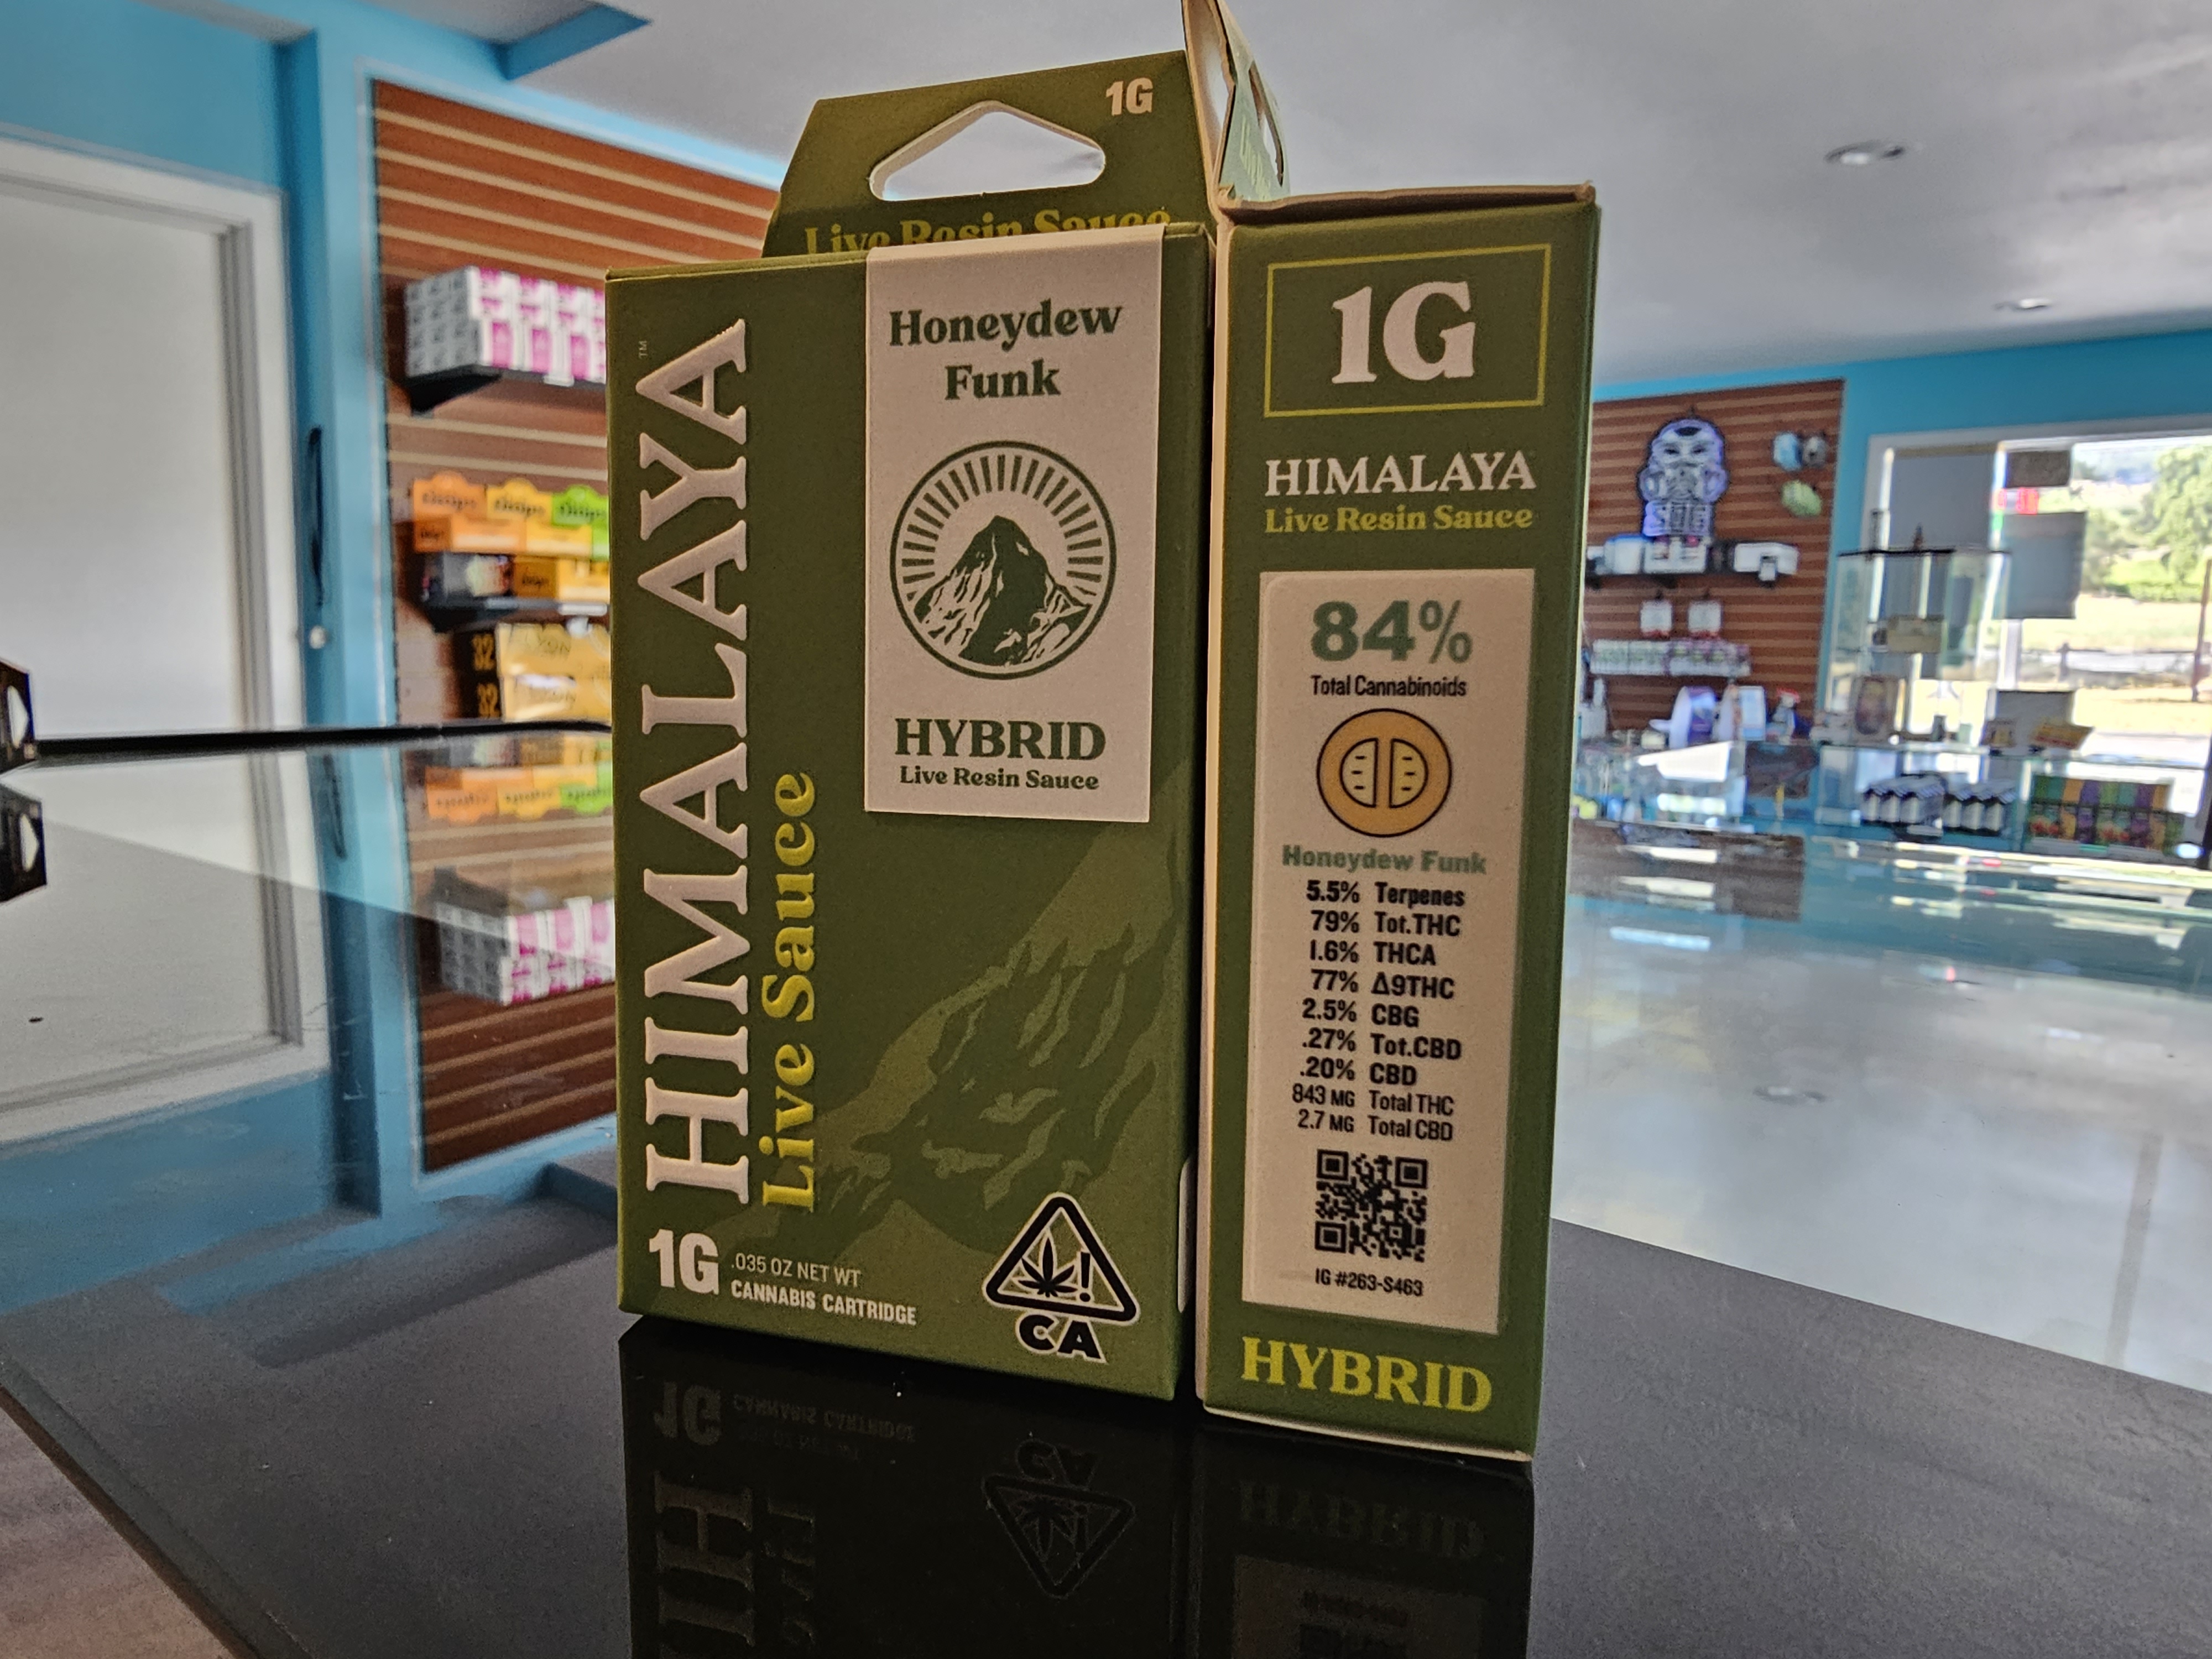 1G
Live Resin Sauce
HIMALAYA™
Live Sauce
Honeydew
Funk
HYBRID
Live Resin Sauce
1G
.035 OZ NET WT
CANNABIS CARTRIDGE
CA
1G
HIMALAYA
Live Resin Sauce
84%
Total Cannabinoids
Honeydew Funk
5.5% Terpenes
79% Tot.THC
1.6% THCA
77% Δ9THC
2.5% CBG
.27% Tot.CBD
.20% CBD
843 MG Total THC
2.7 MG Total CBD
IG #263-S463
HYBRID
32
32